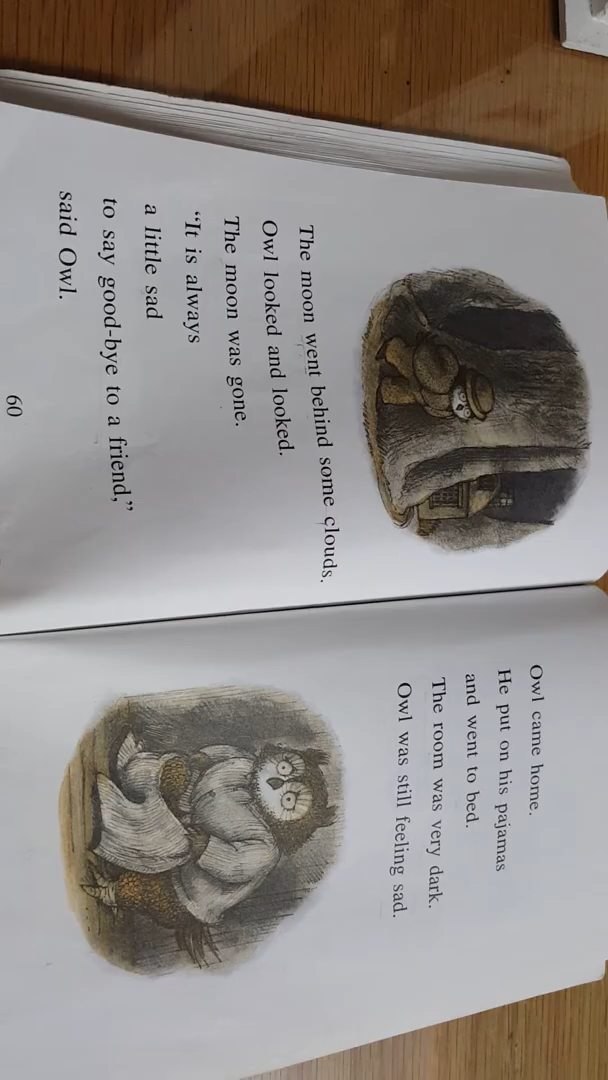 The moon went behind some clouds.
Owl looked and looked.
The moon was gone.
“It is always
a little sad
to say good-bye to a friend,”
said Owl.
60
Owl came home.
He put on his pajamas
and went to bed.
The room was very dark.
Owl was still feeling sad.